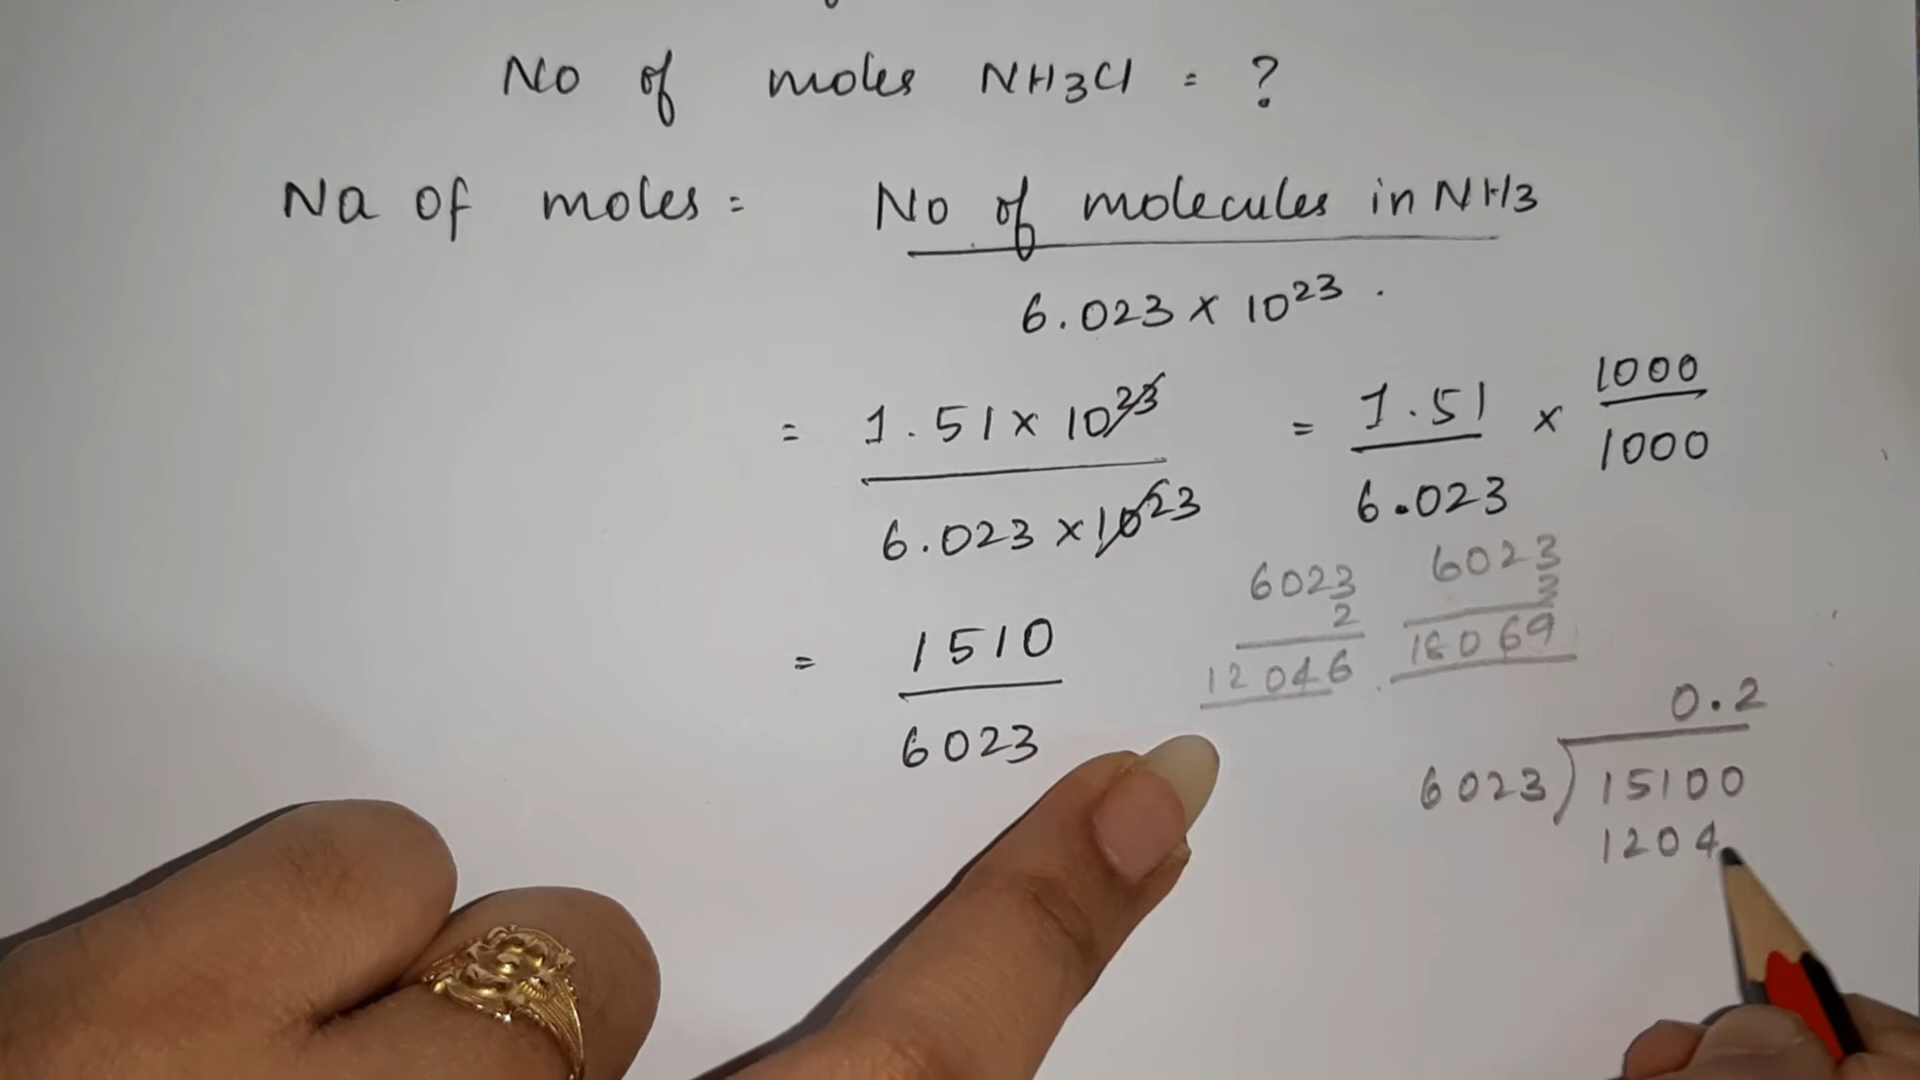 No of moles NH3Cl = ?
Na of moles = No of molecules in NH3
6.023 x 10^23 .
= 1.51 x 10^23 = 1.51 x 1000
6.023 x 10^23 6.023 1000
6023 6023
2 3
12046 18069
= 1510
6023
0.2
6023 ) 15100
1204